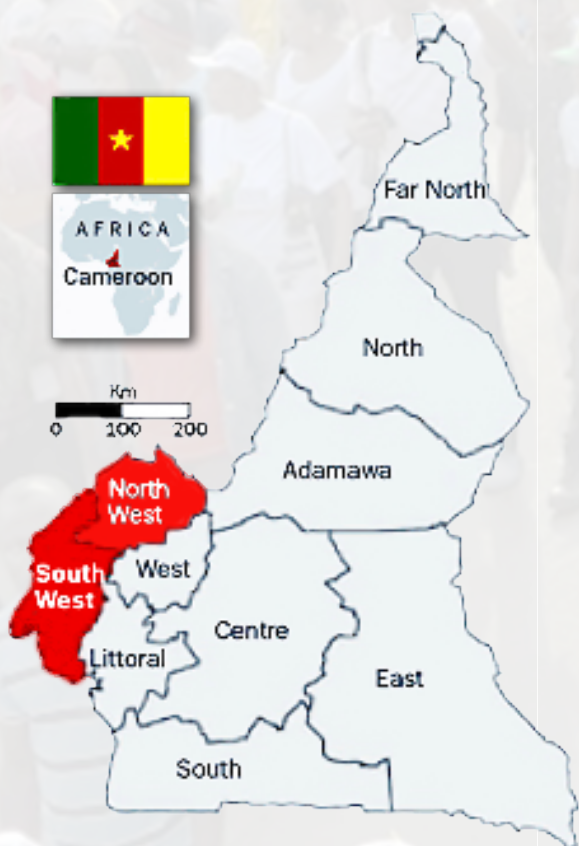 Far North
AFRICA
Cameroon
North
Km
0 100 200
Adamawa
North
West
West
South
West
Centre
Littoral
East
South